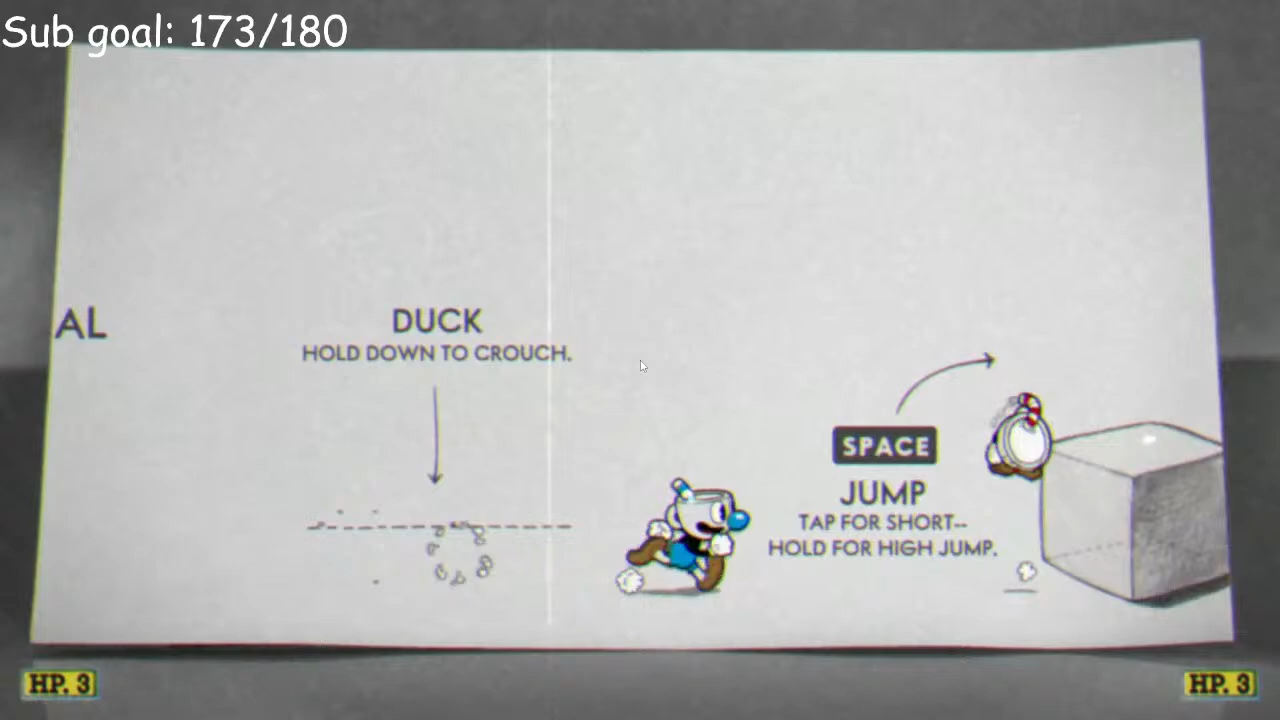 Sub goal: 173/180
AL
DUCK
HOLD DOWN TO CROUCH.
SPACE
JUMP
TAP FOR SHORT--
HOLD FOR HIGH JUMP.
HP. 3
HP. 3